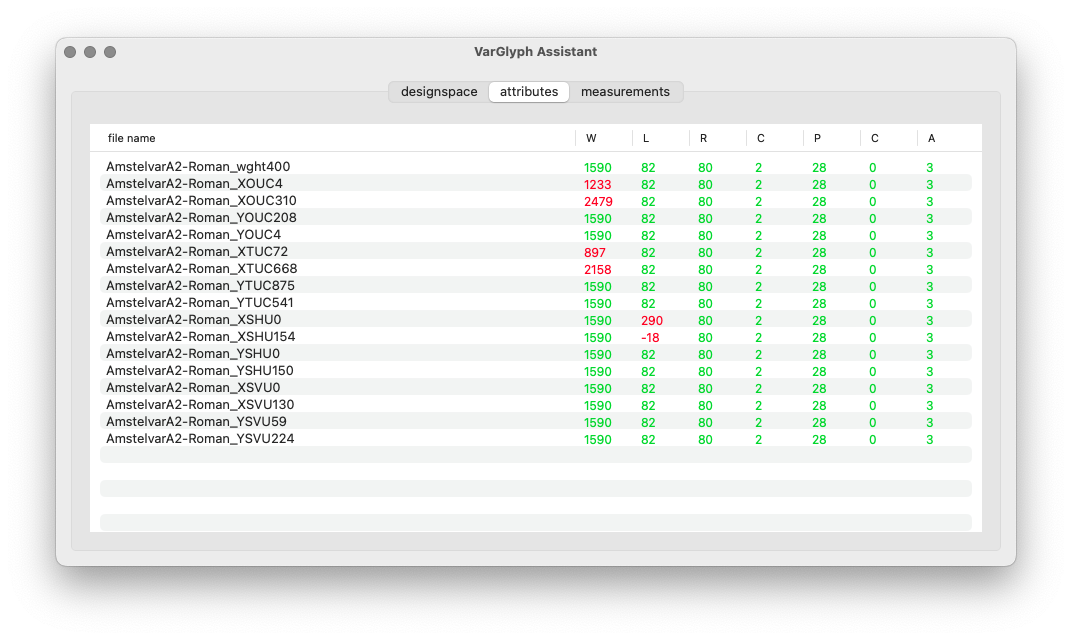 VarGlyph Assistant
designspace attributes measurements
file name W L R C P C A
AmstelvarA2-Roman_wght400 1590 82 80 2 28 0 3
AmstelvarA2-Roman_XOUC4 1233 82 80 2 28 0 3
AmstelvarA2-Roman_XOUC310 2479 82 80 2 28 0 3
AmstelvarA2-Roman_YOUC208 1590 82 80 2 28 0 3
AmstelvarA2-Roman_YOUC4 1590 82 80 2 28 0 3
AmstelvarA2-Roman_XTUC72 897 82 80 2 28 0 3
AmstelvarA2-Roman_XTUC668 2158 82 80 2 28 0 3
AmstelvarA2-Roman_YTUC875 1590 82 80 2 28 0 3
AmstelvarA2-Roman_YTUC541 1590 82 80 2 28 0 3
AmstelvarA2-Roman_XSHU0 1590 290 80 2 28 0 3
AmstelvarA2-Roman_XSHU154 1590 -18 80 2 28 0 3
AmstelvarA2-Roman_YSHU0 1590 82 80 2 28 0 3
AmstelvarA2-Roman_YSHU150 1590 82 80 2 28 0 3
AmstelvarA2-Roman_XSVU0 1590 82 80 2 28 0 3
AmstelvarA2-Roman_XSVU130 1590 82 80 2 28 0 3
AmstelvarA2-Roman_YSVU59 1590 82 80 2 28 0 3
AmstelvarA2-Roman_YSVU224 1590 82 80 2 28 0 3